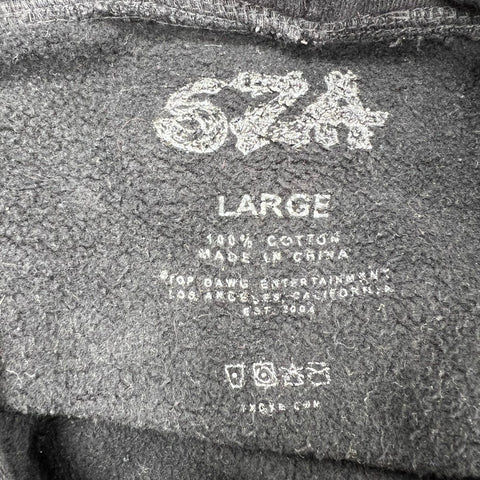 SZA
LARGE
100% COTTON
MADE IN CHINA
©TOP DAWG ENTERTAINMENT
LOS ANGELES, CALIFORNIA
EST. 2004